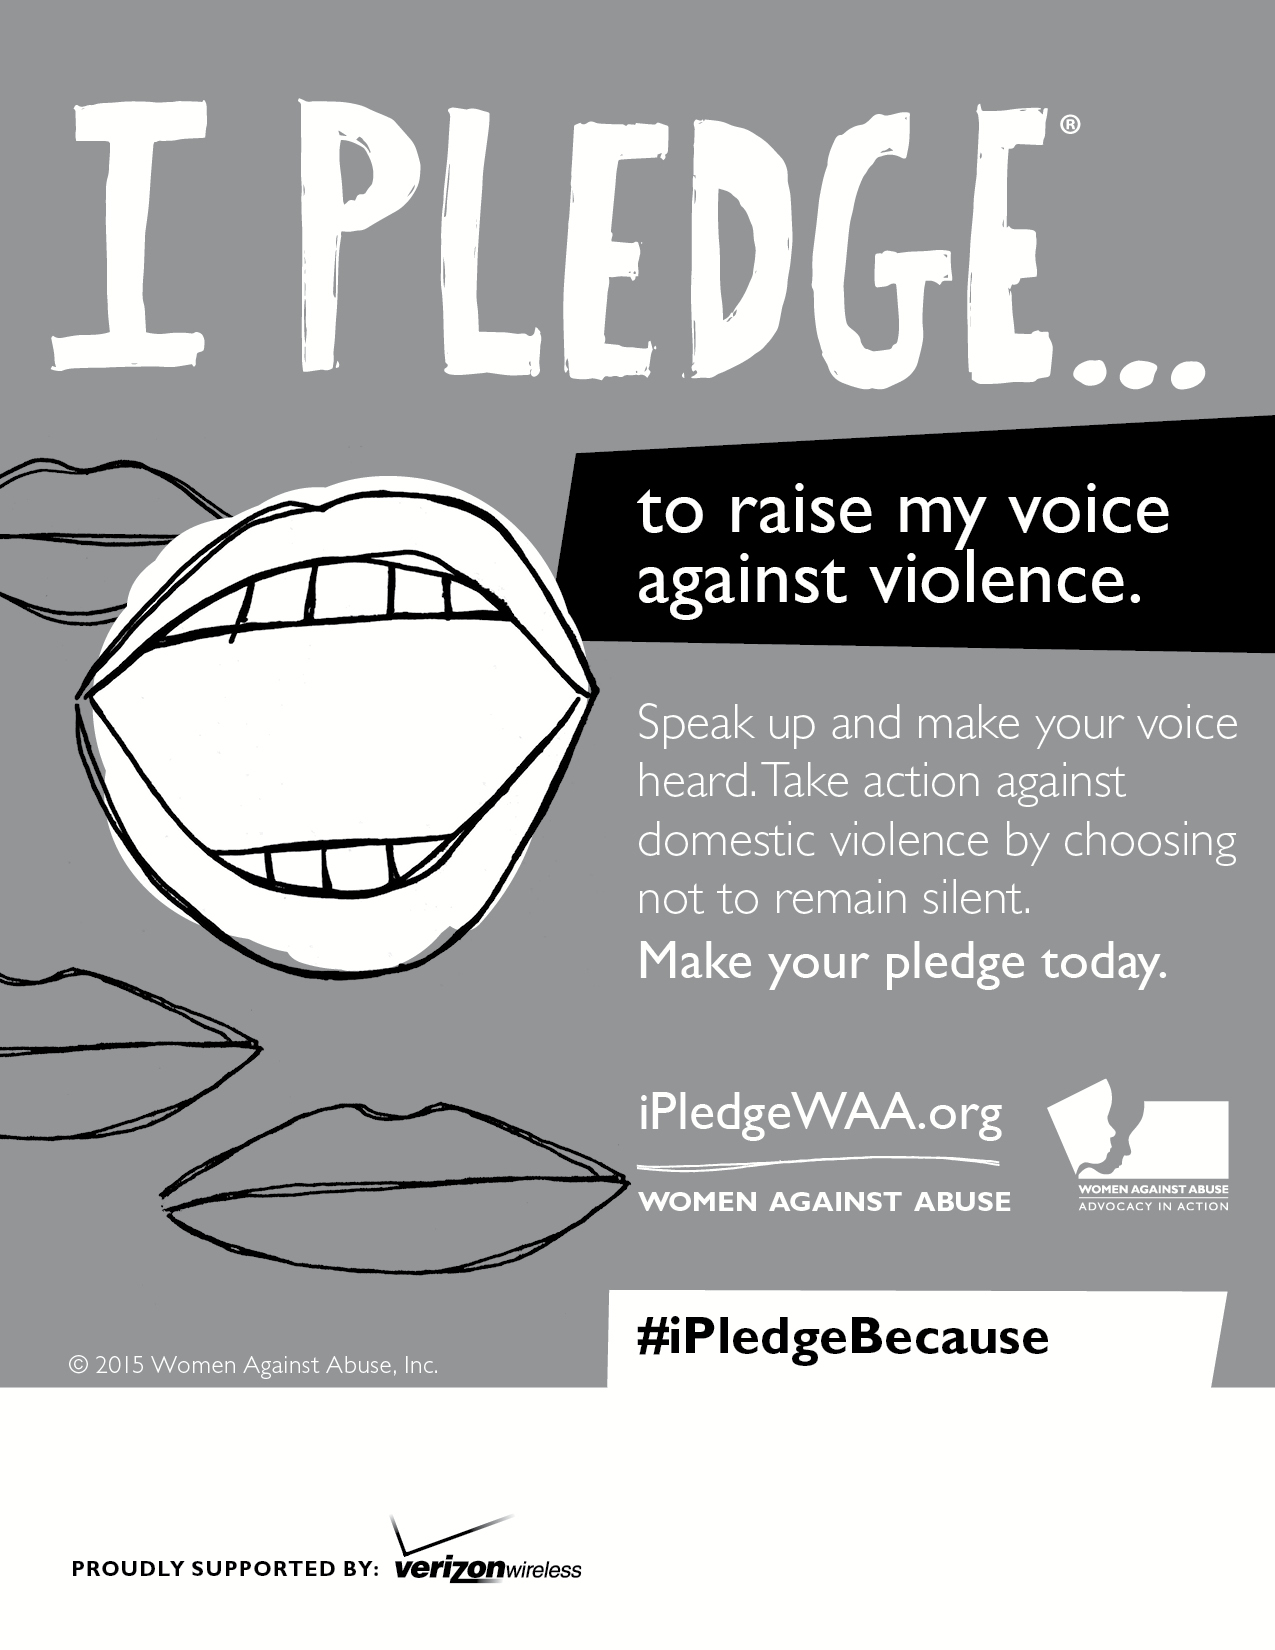 I PLEDGE®...
to raise my voice
against violence.
Speak up and make your voice
heard. Take action against
domestic violence by choosing
not to remain silent.
Make your pledge today.
iPledgeWAA.org
WOMEN AGAINST ABUSE
WOMEN AGAINST ABUSE
ADVOCACY IN ACTION
#iPledgeBecause
© 2015 Women Against Abuse, Inc.
PROUDLY SUPPORTED BY: verizonwireless